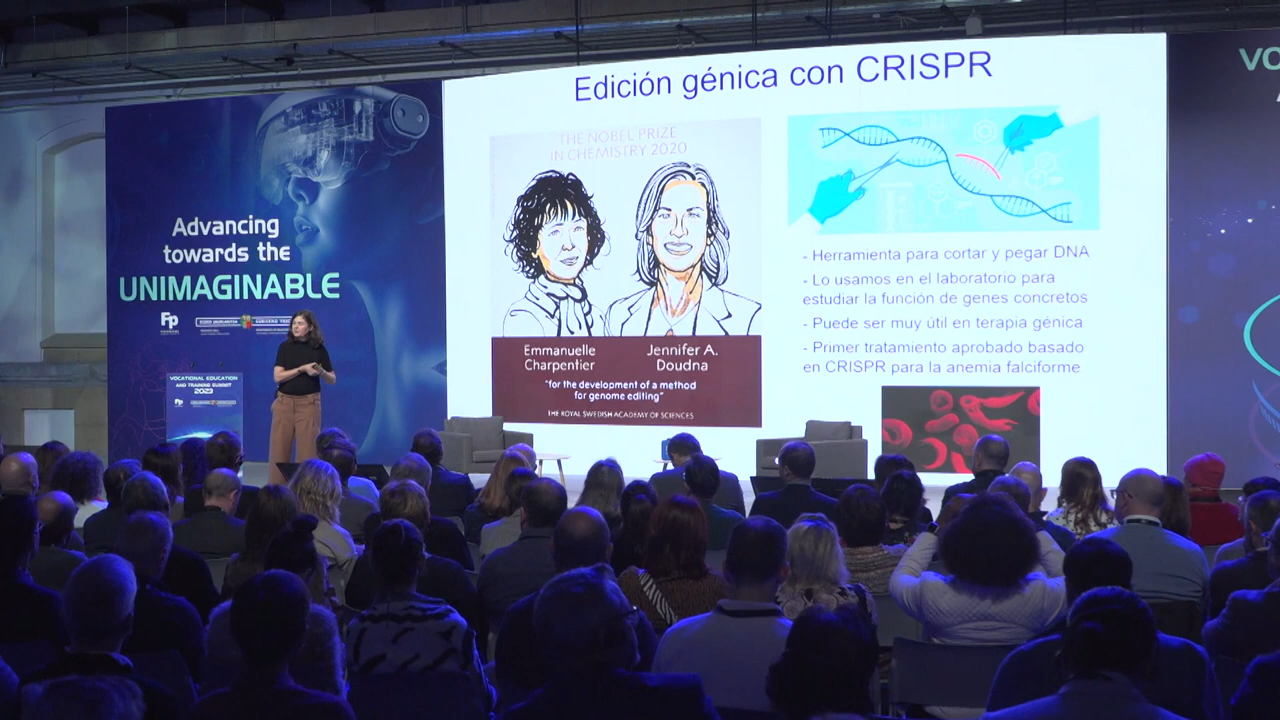 Edición génica con CRISPR
THE NOBEL PRIZE
IN CHEMISTRY 2020
Emmanuelle
Charpentier
Jennifer A.
Doudna
"for the development of a method
for genome editing"
THE ROYAL SWEDISH ACADEMY OF SCIENCES
- Herramienta para cortar y pegar DNA
- Lo usamos en el laboratorio para
estudiar la función de genes concretos
- Puede ser muy útil en terapia génica
- Primer tratamiento aprobado basado
en CRISPR para la anemia falciforme
Advancing
towards the
UNIMAGINABLE
Fp
VOCATIONAL EDUCATION
AND TRAINING SUMMIT
2023
VO